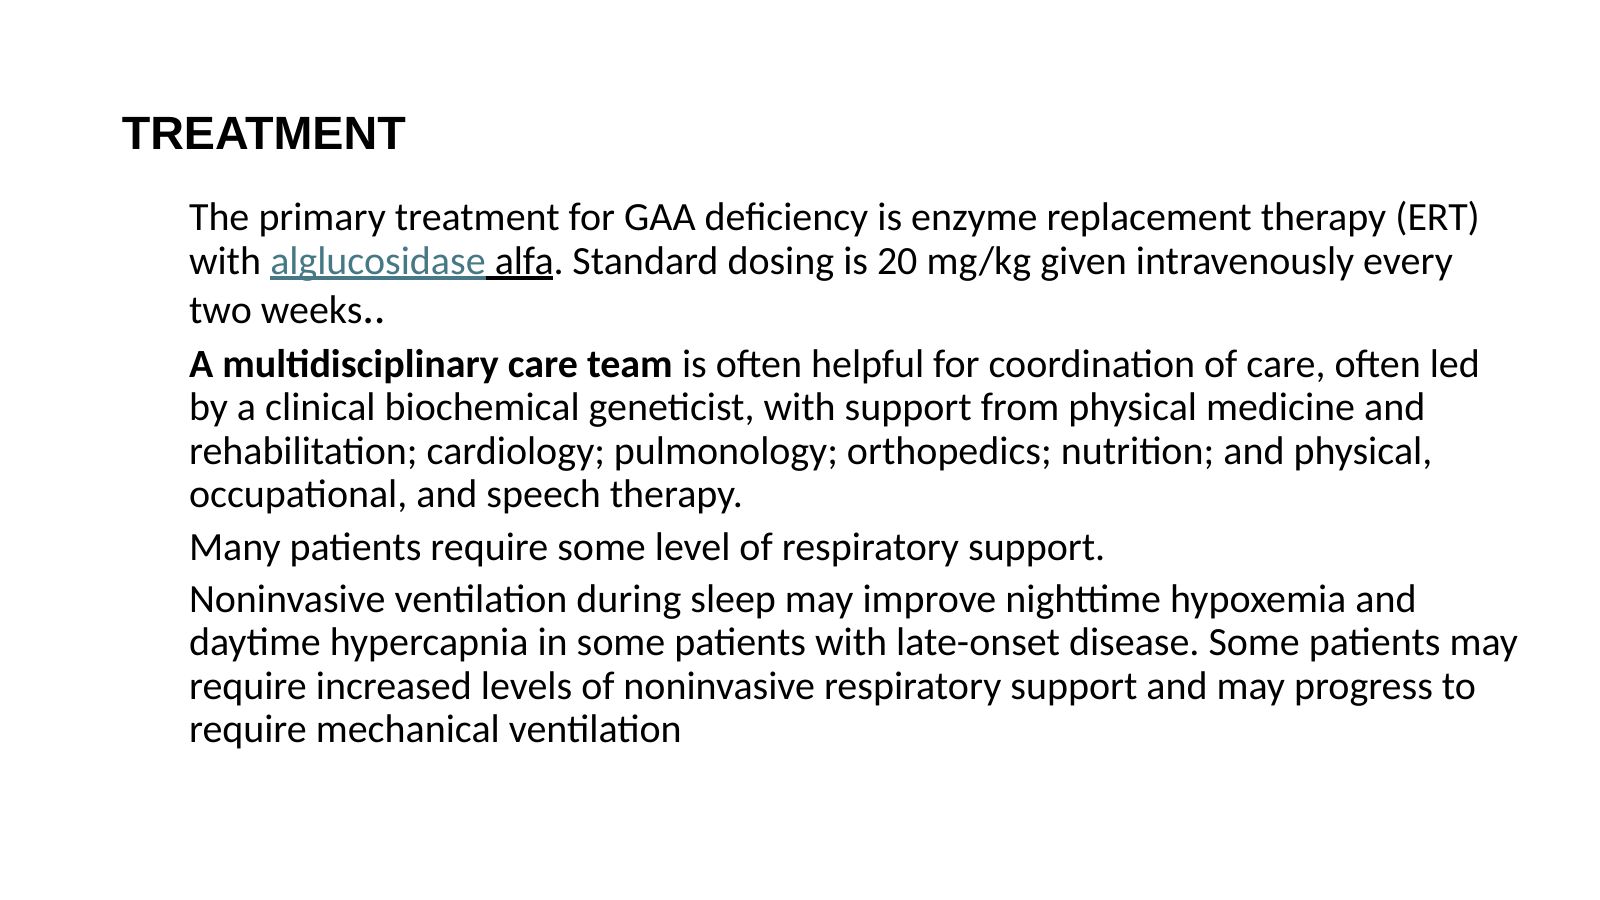 TREATMENT
The primary treatment for GAA deficiency is enzyme replacement therapy (ERT)
with alglucosidase alfa. Standard dosing is 20 mg/kg given intravenously every
two weeks..
A multidisciplinary care team is often helpful for coordination of care, often led
by a clinical biochemical geneticist, with support from physical medicine and
rehabilitation; cardiology; pulmonology; orthopedics; nutrition; and physical,
occupational, and speech therapy.
Many patients require some level of respiratory support.
Noninvasive ventilation during sleep may improve nighttime hypoxemia and
daytime hypercapnia in some patients with late-onset disease. Some patients may
require increased levels of noninvasive respiratory support and may progress to
require mechanical ventilation